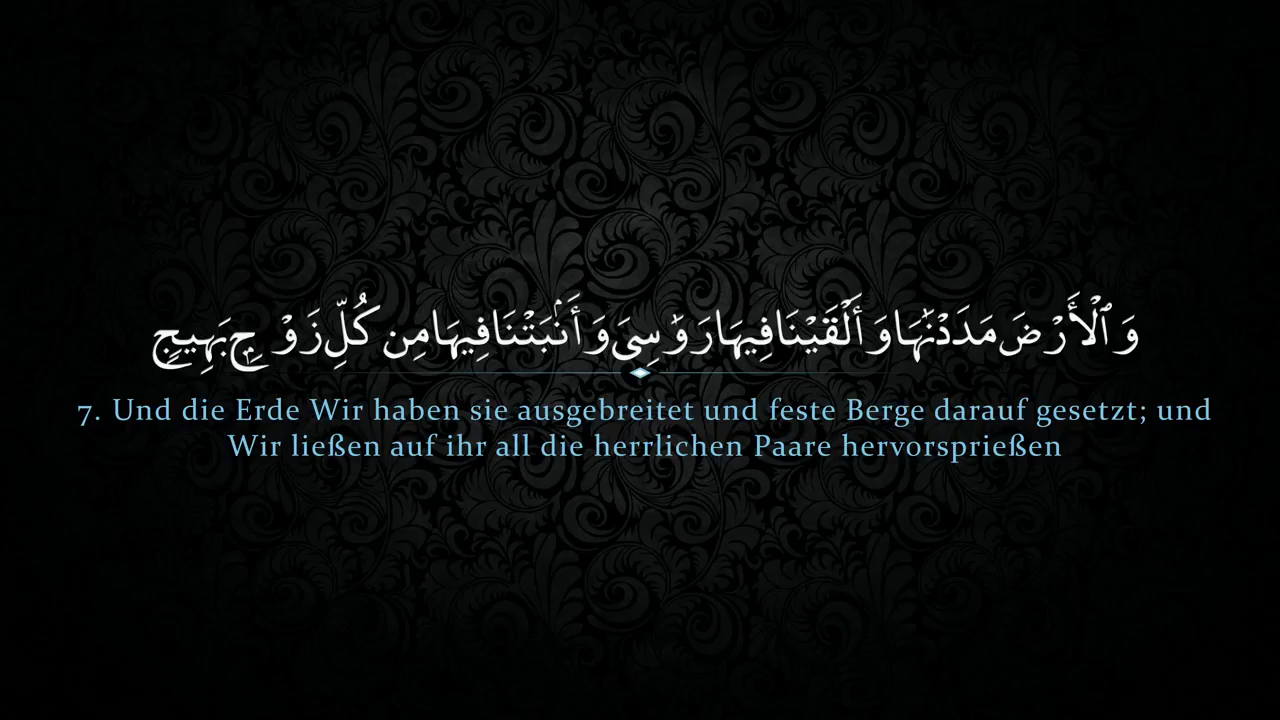 وَٱلْأَرْضَ مَدَدْنَٰهَا وَأَلْقَيْنَا فِيهَا رَوَٰسِىَ وَأَنۢبَتْنَا فِيهَا مِن كُلِّ زَوْجٍۭ بَهِيجٍ
7. Und die Erde Wir haben sie ausgebreitet und feste Berge darauf gesetzt; und
Wir ließen auf ihr all die herrlichen Paare hervorsprießen